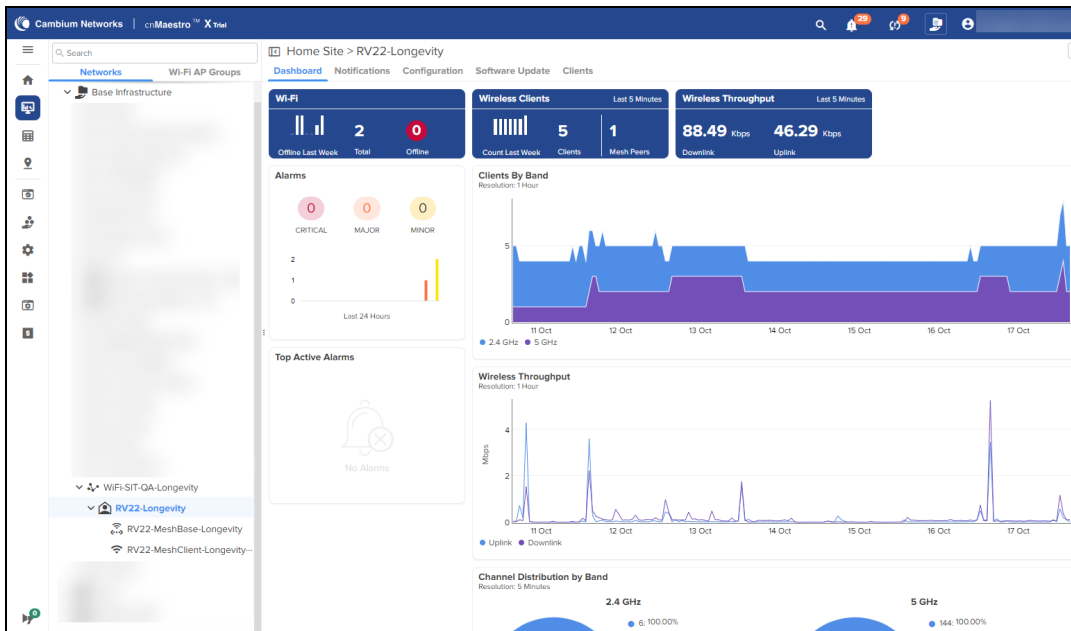 Cambium Networks | cnMaestro™ X Trial
29
9
Search
Home Site > RV22-Longevity
Networks
Wi-Fi AP Groups
Dashboard
Notifications
Configuration
Software Update
Clients
Base Infrastructure
Wi-Fi
2
0
Offline Last Week
Total
Offline
Wireless Clients
Last 5 Minutes
5
1
Count Last Week
Clients
Mesh Peers
Wireless Throughput
Last 5 Minutes
88.49 Kbps
46.29 Kbps
Downlink
Uplink
Alarms
0
0
0
CRITICAL
MAJOR
MINOR
2
1
0
Last 24 Hours
Top Active Alarms
No Alarms
Clients By Band
Resolution: 1 Hour
5
0
11 Oct
12 Oct
13 Oct
14 Oct
15 Oct
16 Oct
17 Oct
2.4 GHz
5 GHz
Wireless Throughput
Resolution: 1 Hour
Mbps
4
2
0
11 Oct
12 Oct
13 Oct
14 Oct
15 Oct
16 Oct
17 Oct
Uplink
Downlink
Channel Distribution by Band
Resolution: 5 Minutes
2.4 GHz
6: 100.00%
5 GHz
144: 100.00%
WiFi-SIT-QA-Longevity
RV22-Longevity
RV22-MeshBase-Longevity
RV22-MeshClient-Longevity···
0